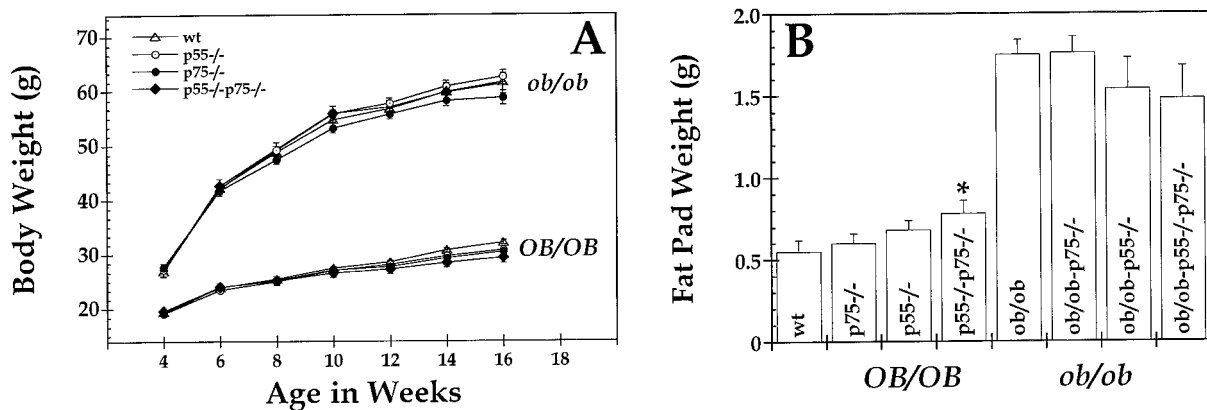 A
wt
p55-/-
p75-/-
p55-/-p75-/-
ob/ob
OB/OB
Body Weight (g)
70
60
50
40
30
20
4 6 8 10 12 14 16 18
Age in Weeks
B
Fat Pad Weight (g)
2.0
1.5
1.0
0.5
0
*
wt
p75-/-
p55-/-
p55-/-p75-/-
ob/ob
ob/ob-p75-/-
ob/ob-p55-/-
ob/ob-p55-/-p75-/-
OB/OB
ob/ob